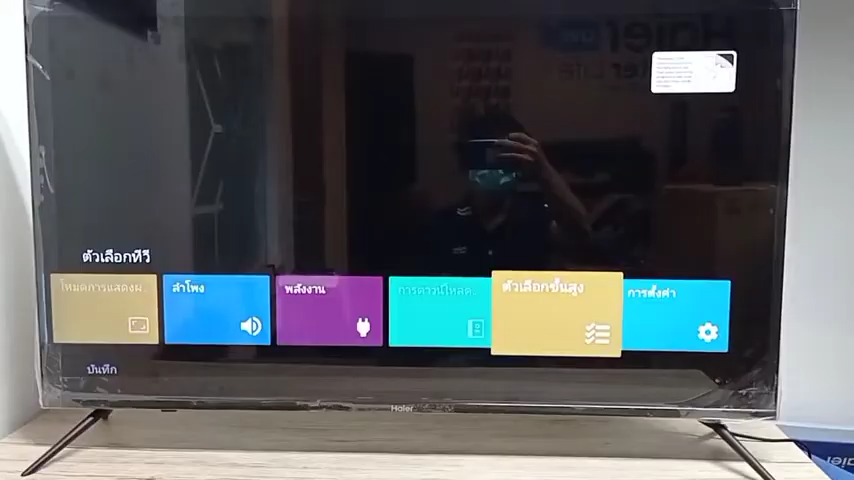 Haier
ตัวเลือกทีวี
โหมดการแสดงผ...
ลำโพง
พลังงาน
การดาวน์โหลด...
ตัวเลือกขั้นสูง
การตั้งค่า
บันทึก
Haier